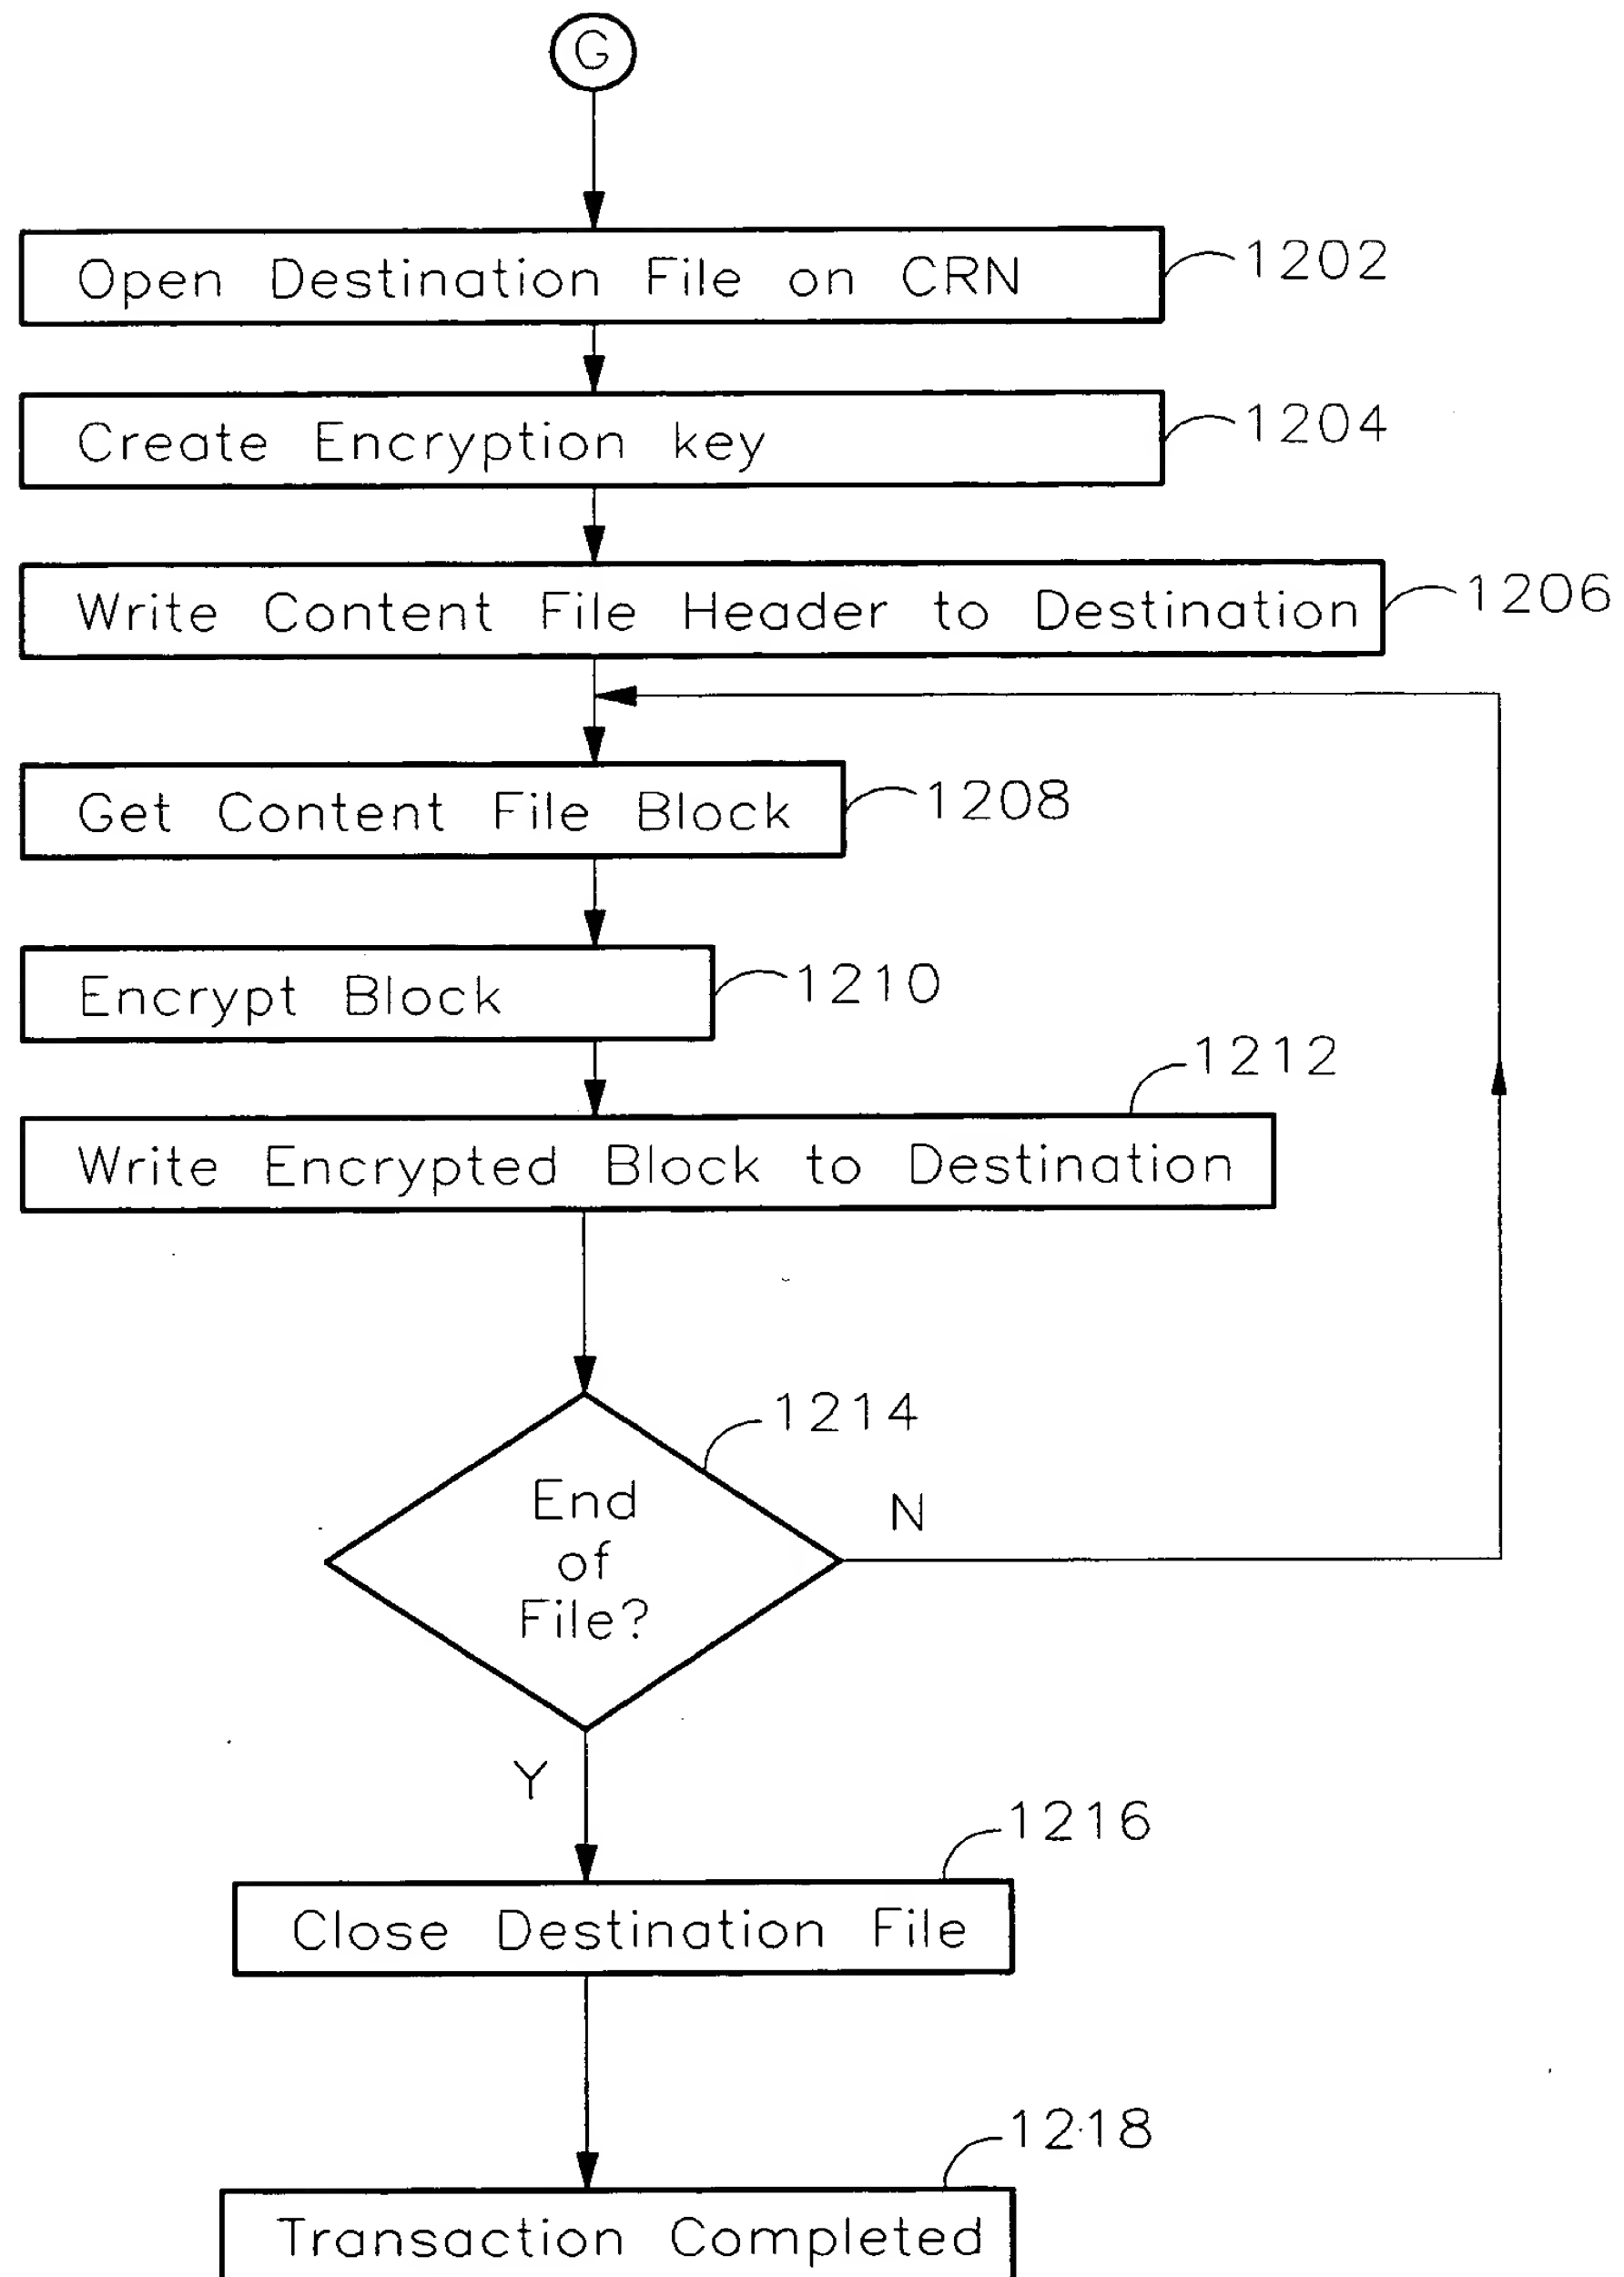 G
Open Destination File on CRN
1202
Create Encryption key
1204
Write Content File Header to Destination
1206
Get Content File Block
1208
Encrypt Block
1210
1212
Write Encrypted Block to Destination
1214
End
of
File?
N
Y
1216
Close Destination File
1218
Transaction Completed